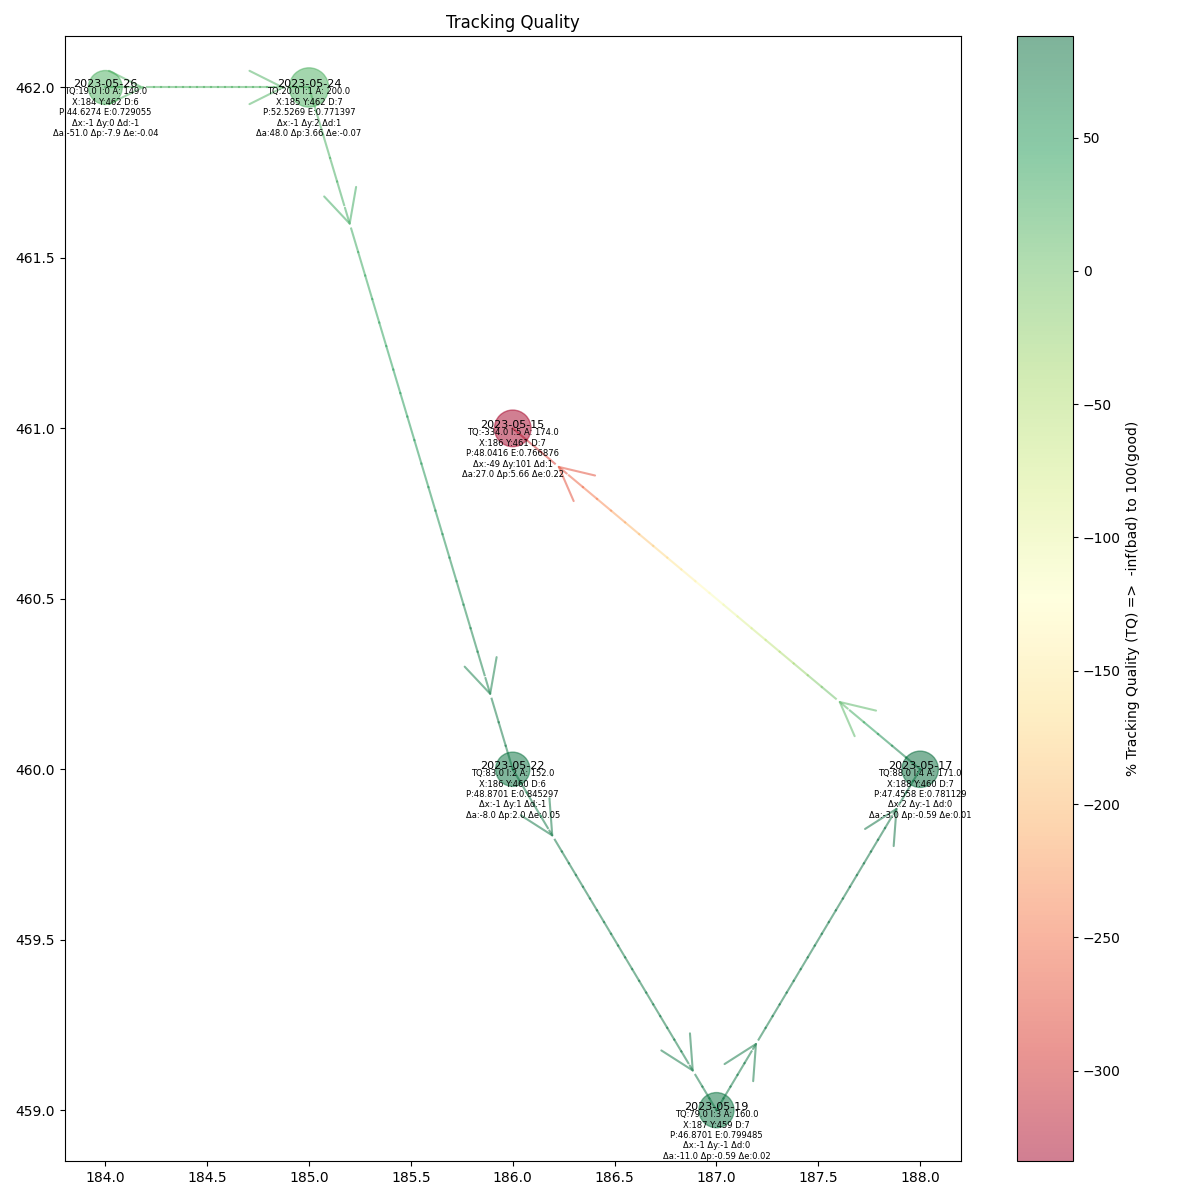 Tracking Quality
462.0
461.5
461.0
460.5
460.0
459.5
459.0
2023-05-26
TQ:19.0 I:0 A: 149.0
X:184 Y:462 D:6
P:44.6274 E:0.729055
Δx:-1 Δy:0 Δd:-1
Δa:-51.0 Δp:-7.9 Δe:-0.04
2023-05-24
TQ:20.0 I:1 A: 200.0
X:185 Y:462 D:7
P:52.5269 E:0.771397
Δx:-1 Δy:2 Δd:1
Δa:48.0 Δp:3.66 Δe:-0.07
2023-05-15
TQ:-334.0 I:5 A: 174.0
X:186 Y:461 D:7
P:48.0416 E:0.766876
Δx:-49 Δy:101 Δd:1
Δa:27.0 Δp:5.66 Δe:0.22
2023-05-22
TQ:83.0 I:2 A: 152.0
X:186 Y:460 D:6
P:48.8701 E:0.845297
Δx:-1 Δy:1 Δd:-1
Δa:-8.0 Δp:2.0 Δe:0.05
2023-05-17
TQ:88.0 I:4 A: 171.0
X:188 Y:460 D:7
P:47.4558 E:0.781129
Δx:2 Δy:-1 Δd:0
Δa:-3.0 Δp:-0.59 Δe:0.01
2023-05-19
TQ:79.0 I:3 A: 160.0
X:187 Y:459 D:7
P:46.8701 E:0.799485
Δx:-1 Δy:-1 Δd:0
Δa:-11.0 Δp:-0.59 Δe:0.02
184.0
184.5
185.0
185.5
186.0
186.5
187.0
187.5
188.0
50
0
−50
−100
−150
−200
−250
−300
% Tracking Quality (TQ) => -inf(bad) to 100(good)